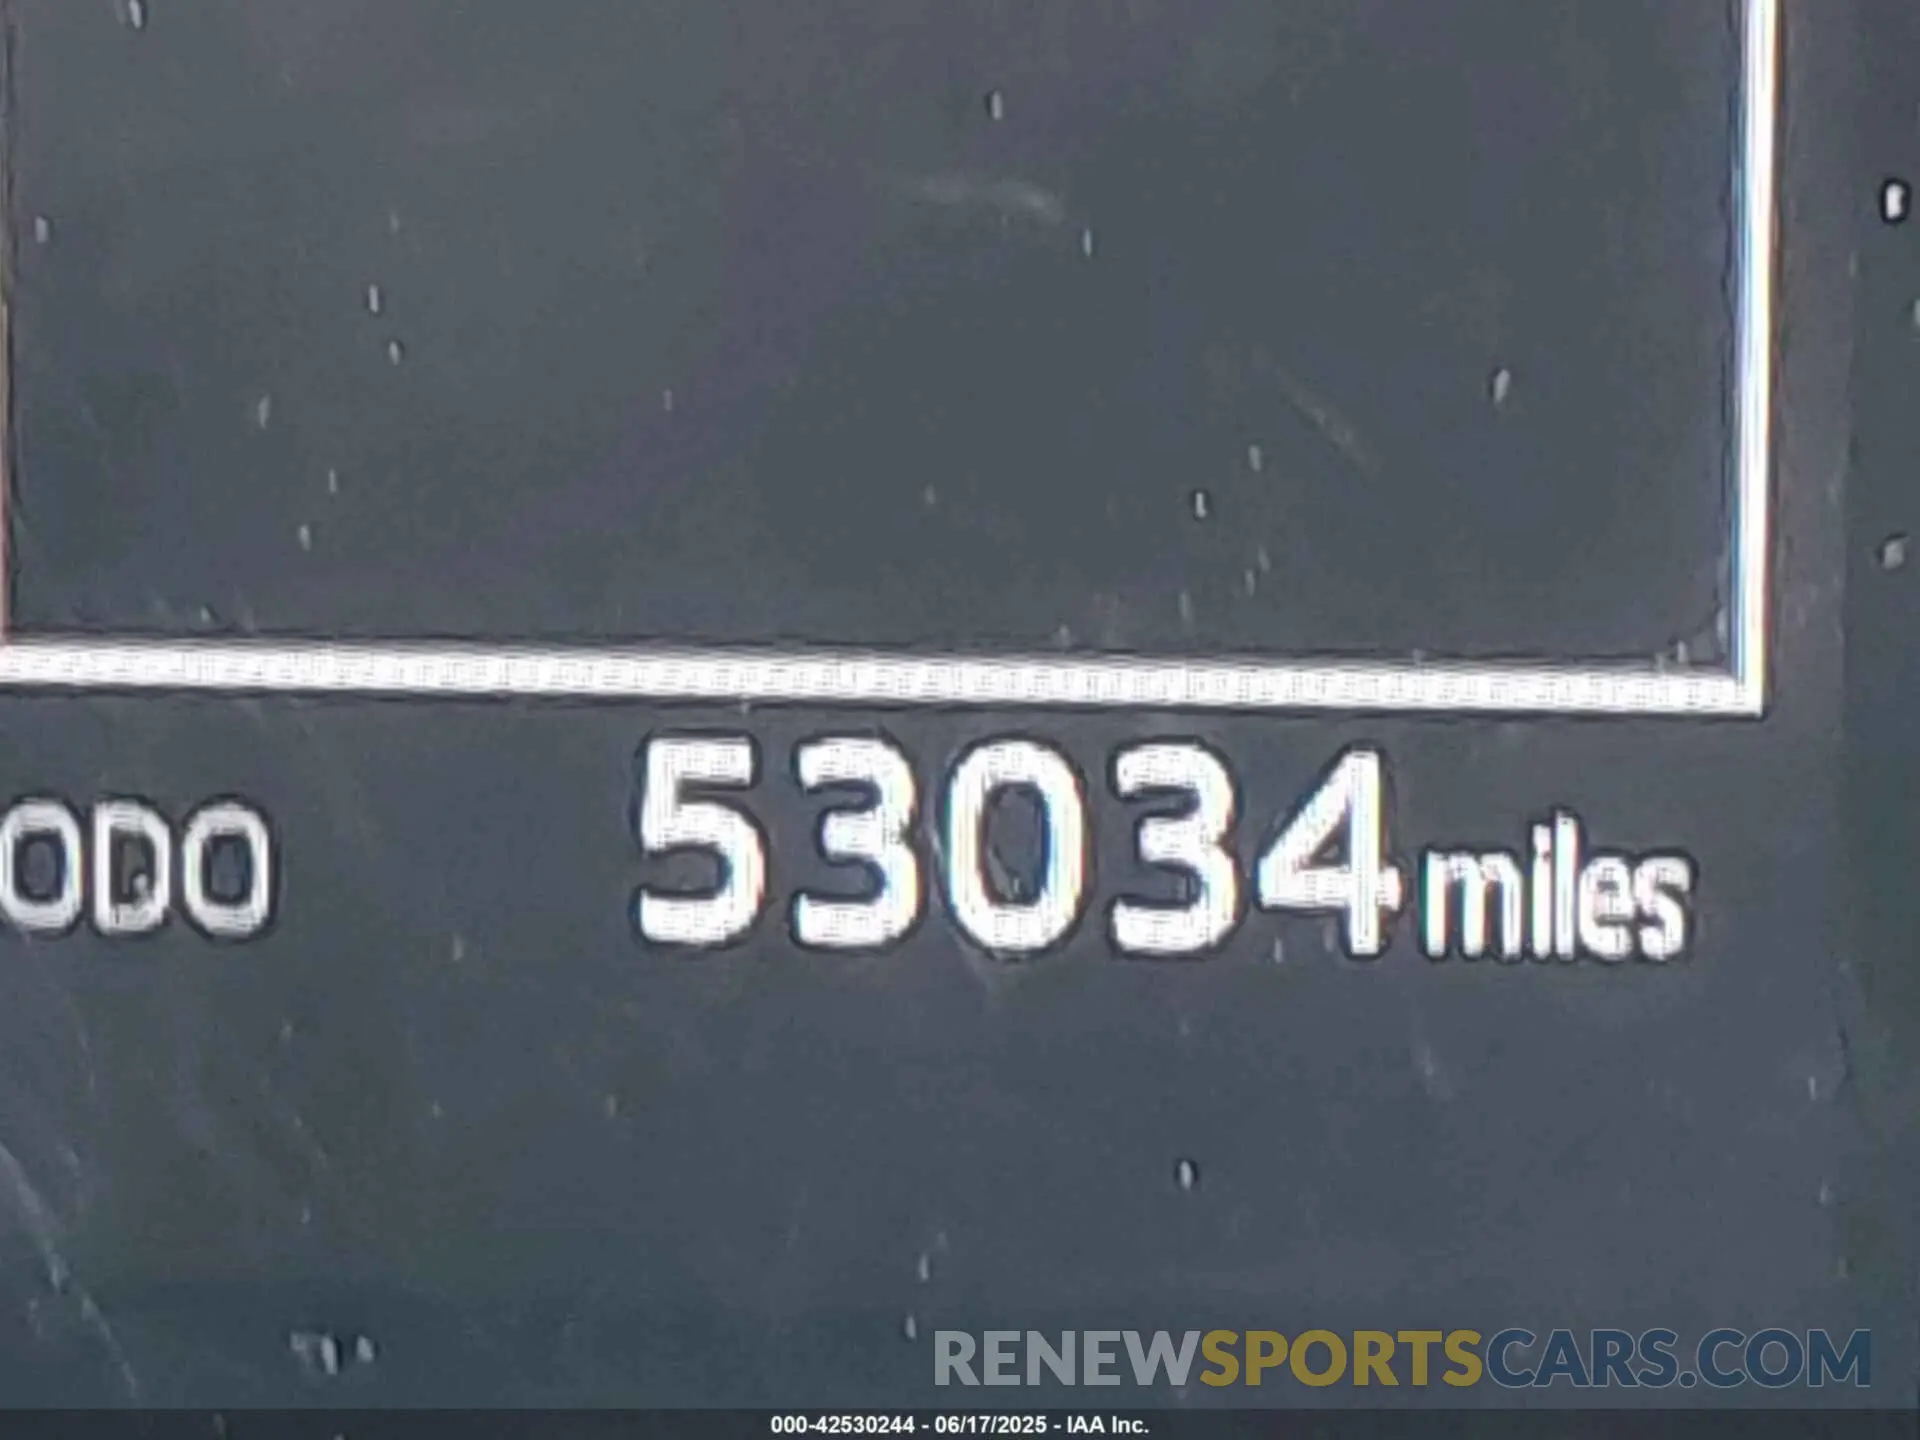 ODO 53034 miles
RENEWSPORTSCARS.COM
000-42530244 - 06/17/2025 - IAA Inc.